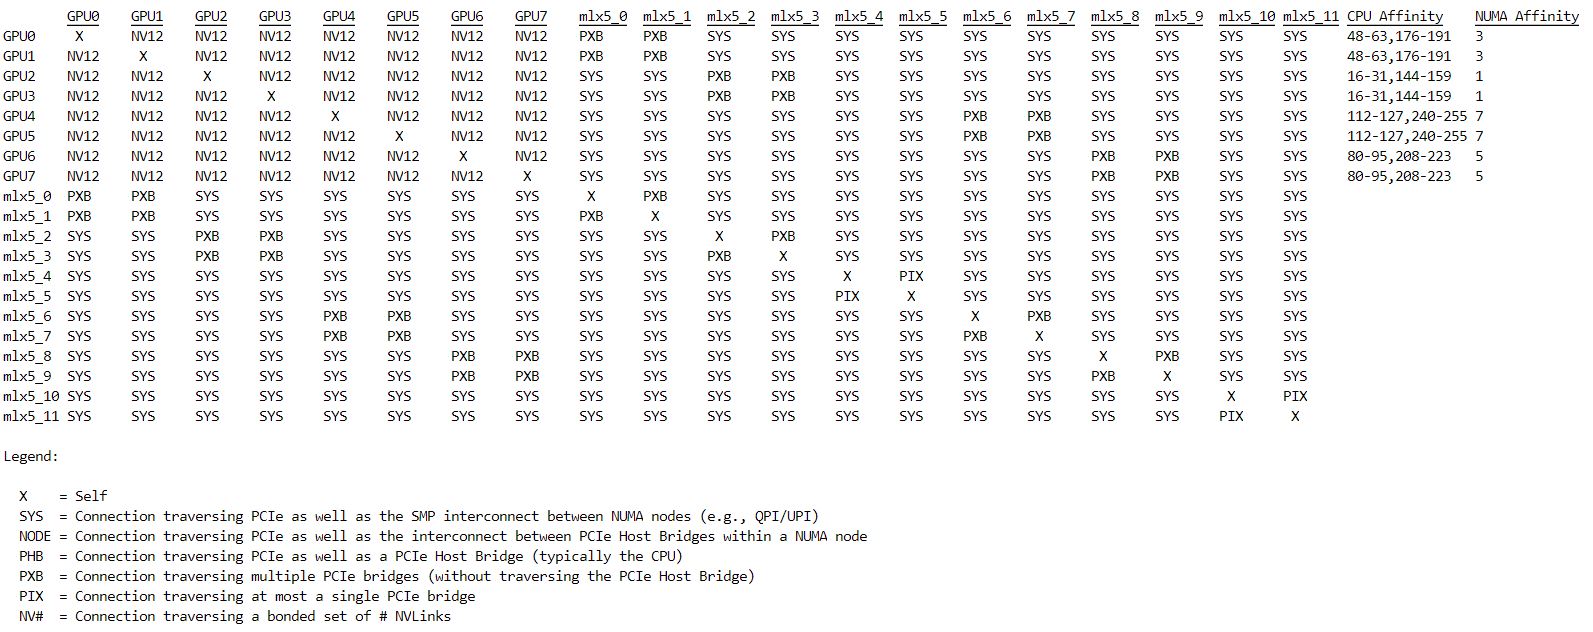 GPU0 GPU1 GPU2 GPU3 GPU4 GPU5 GPU6 GPU7 mlx5_0 mlx5_1 mlx5_2 mlx5_3 mlx5_4 mlx5_5 mlx5_6 mlx5_7 mlx5_8 mlx5_9 mlx5_10 mlx5_11 CPU Affinity NUMA Affinity
GPU0 X NV12 NV12 NV12 NV12 NV12 NV12 NV12 PXB PXB SYS SYS SYS SYS SYS SYS SYS SYS SYS SYS 48-63,176-191 3
GPU1 NV12 X NV12 NV12 NV12 NV12 NV12 NV12 PXB PXB SYS SYS SYS SYS SYS SYS SYS SYS SYS SYS 48-63,176-191 3
GPU2 NV12 NV12 X NV12 NV12 NV12 NV12 NV12 SYS SYS PXB PXB SYS SYS SYS SYS SYS SYS SYS SYS 16-31,144-159 1
GPU3 NV12 NV12 NV12 X NV12 NV12 NV12 NV12 SYS SYS PXB PXB SYS SYS SYS SYS SYS SYS SYS SYS 16-31,144-159 1
GPU4 NV12 NV12 NV12 NV12 X NV12 NV12 NV12 SYS SYS SYS SYS SYS SYS PXB PXB SYS SYS SYS SYS 112-127,240-255 7
GPU5 NV12 NV12 NV12 NV12 NV12 X NV12 NV12 SYS SYS SYS SYS SYS SYS PXB PXB SYS SYS SYS SYS 112-127,240-255 7
GPU6 NV12 NV12 NV12 NV12 NV12 NV12 X NV12 SYS SYS SYS SYS SYS SYS SYS SYS PXB PXB SYS SYS 80-95,208-223 5
GPU7 NV12 NV12 NV12 NV12 NV12 NV12 NV12 X SYS SYS SYS SYS SYS SYS SYS SYS PXB PXB SYS SYS 80-95,208-223 5
mlx5_0 PXB PXB SYS SYS SYS SYS SYS SYS X PXB SYS SYS SYS SYS SYS SYS SYS SYS SYS SYS
mlx5_1 PXB PXB SYS SYS SYS SYS SYS SYS PXB X SYS SYS SYS SYS SYS SYS SYS SYS SYS SYS
mlx5_2 SYS SYS PXB PXB SYS SYS SYS SYS SYS SYS X PXB SYS SYS SYS SYS SYS SYS SYS SYS
mlx5_3 SYS SYS PXB PXB SYS SYS SYS SYS SYS SYS PXB X SYS SYS SYS SYS SYS SYS SYS SYS
mlx5_4 SYS SYS SYS SYS SYS SYS SYS SYS SYS SYS SYS SYS X PIX SYS SYS SYS SYS SYS SYS
mlx5_5 SYS SYS SYS SYS SYS SYS SYS SYS SYS SYS SYS SYS PIX X SYS SYS SYS SYS SYS SYS
mlx5_6 SYS SYS SYS SYS PXB PXB SYS SYS SYS SYS SYS SYS SYS SYS X PXB SYS SYS SYS SYS
mlx5_7 SYS SYS SYS SYS PXB PXB SYS SYS SYS SYS SYS SYS SYS SYS PXB X SYS SYS SYS SYS
mlx5_8 SYS SYS SYS SYS SYS SYS PXB PXB SYS SYS SYS SYS SYS SYS SYS SYS X PXB SYS SYS
mlx5_9 SYS SYS SYS SYS SYS SYS PXB PXB SYS SYS SYS SYS SYS SYS SYS SYS PXB X SYS SYS
mlx5_10 SYS SYS SYS SYS SYS SYS SYS SYS SYS SYS SYS SYS SYS SYS SYS SYS SYS SYS X PIX
mlx5_11 SYS SYS SYS SYS SYS SYS SYS SYS SYS SYS SYS SYS SYS SYS SYS SYS SYS SYS PIX X
Legend:
X = Self
SYS = Connection traversing PCIe as well as the SMP interconnect between NUMA nodes (e.g., QPI/UPI)
NODE = Connection traversing PCIe as well as the interconnect between PCIe Host Bridges within a NUMA node
PHB = Connection traversing PCIe as well as a PCIe Host Bridge (typically the CPU)
PXB = Connection traversing multiple PCIe bridges (without traversing the PCIe Host Bridge)
PIX = Connection traversing at most a single PCIe bridge
NV# = Connection traversing a bonded set of # NVLinks